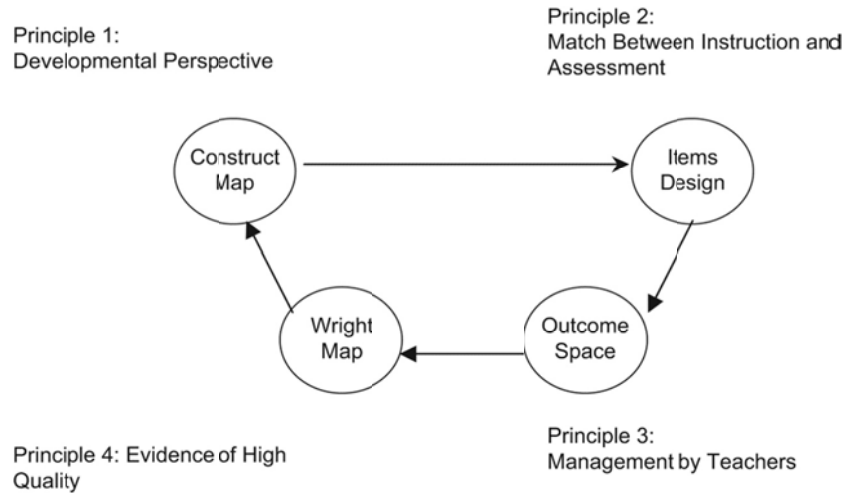 Principle 1:
Developmental Perspective
Principle 2:
Match Between Instruction and
Assessment
Construct
Map
Items
Design
Wright
Map
Outcome
Space
Principle 4: Evidence of High
Quality
Principle 3:
Management by Teachers